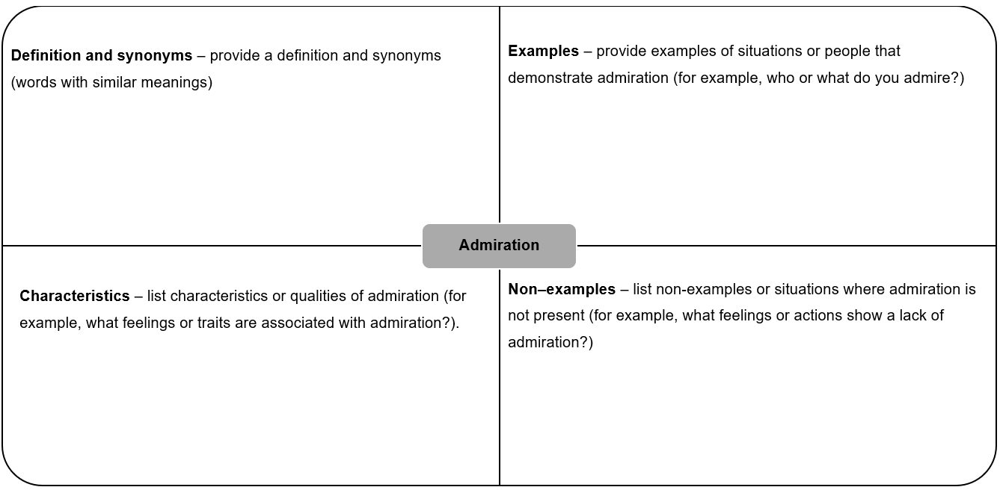 Definition and synonyms – provide a definition and synonyms
(words with similar meanings)
Examples – provide examples of situations or people that
demonstrate admiration (for example, who or what do you admire?)
Admiration
Characteristics – list characteristics or qualities of admiration (for
example, what feelings or traits are associated with admiration?).
Non–examples – list non-examples or situations where admiration is
not present (for example, what feelings or actions show a lack of
admiration?)